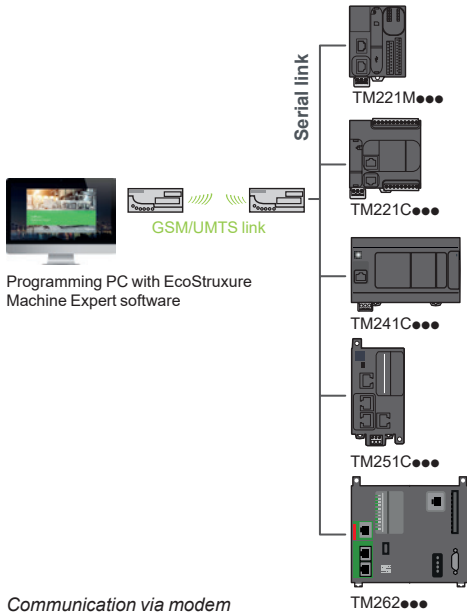 Serial link
TM221M●●●
TM221C●●●
GSM/UMTS link
Programming PC with EcoStruxure
Machine Expert software
TM241C●●●
TM251C●●●
TM262●●●
Communication via modem